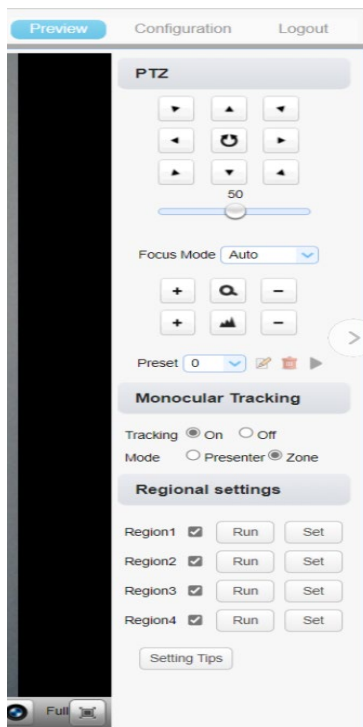 Preview Configuration Logout
PTZ
50
Focus Mode Auto
+ -
+ -
Preset 0
Monocular Tracking
Tracking On Off
Mode Presenter Zone
Regional settings
Region1 Run Set
Region2 Run Set
Region3 Run Set
Region4 Run Set
Setting Tips
Full